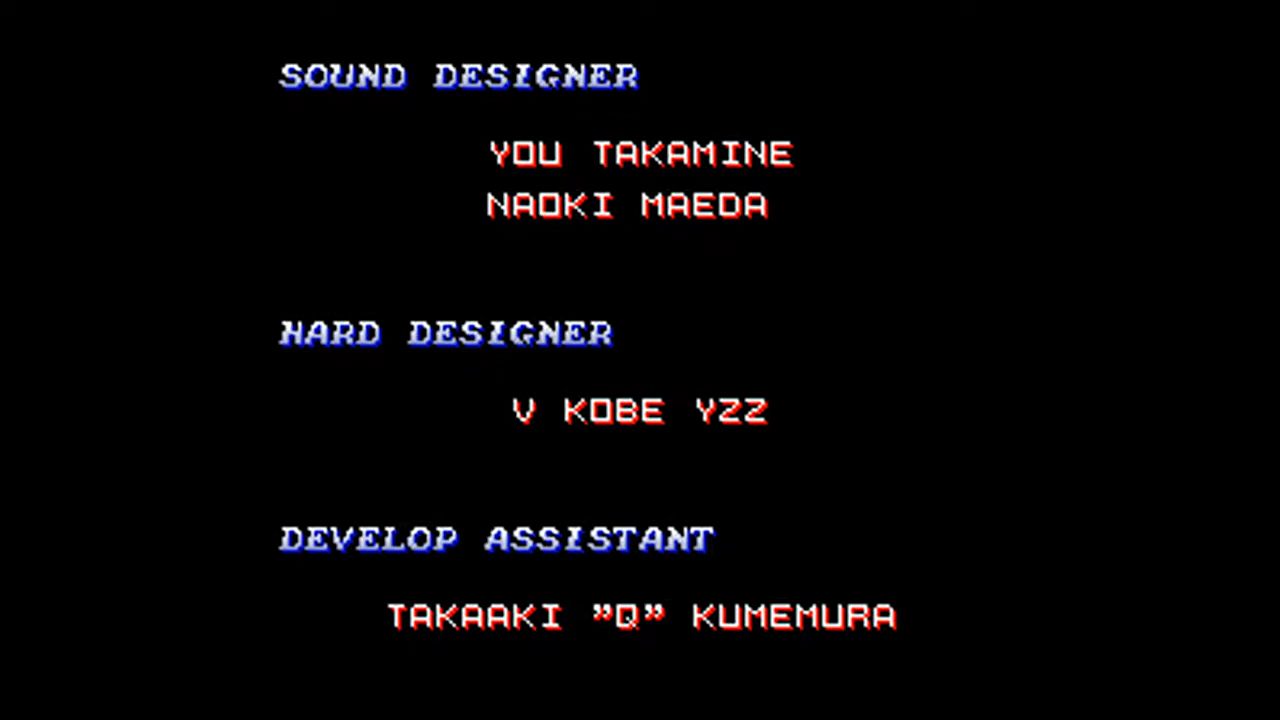 SOUND DESIGNER
YOU TAKAMINE
NAOKI MAEDA
HARD DESIGNER
V KOBE YZZ
DEVELOP ASSISTANT
TAKAAKI ”Q” KUMEMURA